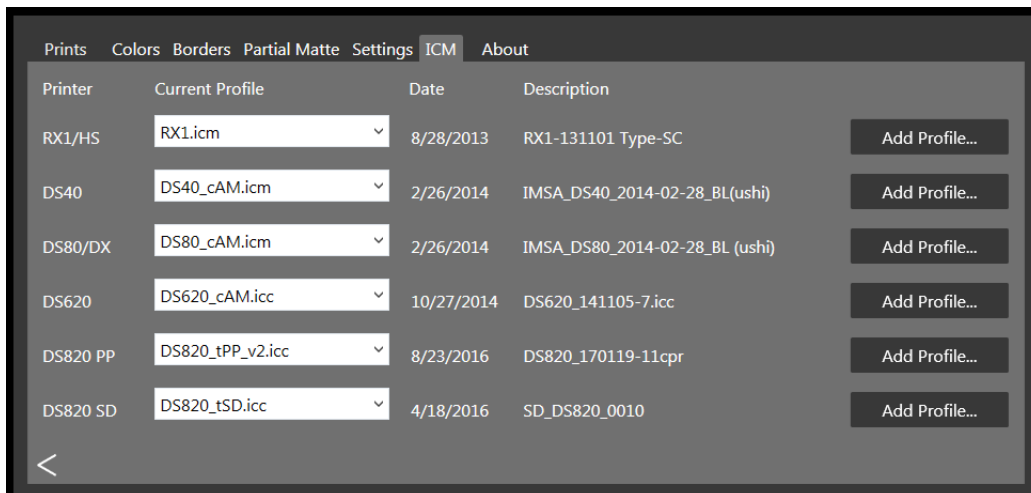 Prints Colors Borders Partial Matte Settings ICM About
Printer Current Profile Date Description
RX1/HS RX1.icm 8/28/2013 RX1-131101 Type-SC Add Profile...
DS40 DS40_cAM.icm 2/26/2014 IMSA_DS40_2014-02-28_BL(ushi) Add Profile...
DS80/DX DS80_cAM.icm 2/26/2014 IMSA_DS80_2014-02-28_BL (ushi) Add Profile...
DS620 DS620_cAM.icc 10/27/2014 DS620_141105-7.icc Add Profile...
DS820 PP DS820_tPP_v2.icc 8/23/2016 DS820_170119-11cpr Add Profile...
DS820 SD DS820_tSD.icc 4/18/2016 SD_DS820_0010 Add Profile...